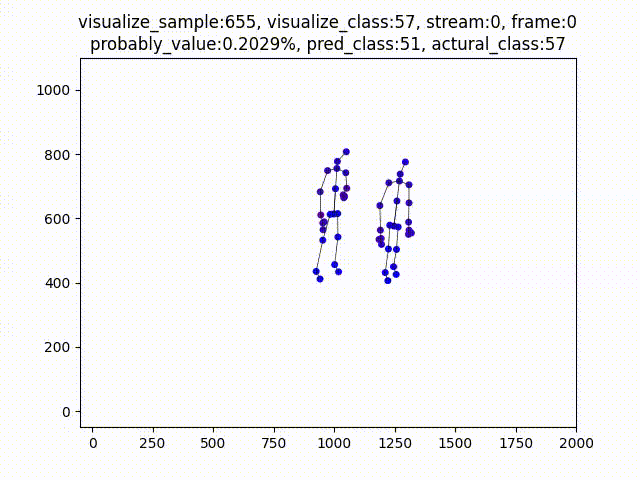 visualize_sample:655, visualize_class:57, stream:0, frame:0
probably_value:0.2029%, pred_class:51, actural_class:57
1000
800
600
400
200
0
0 250 500 750 1000 1250 1500 1750 2000